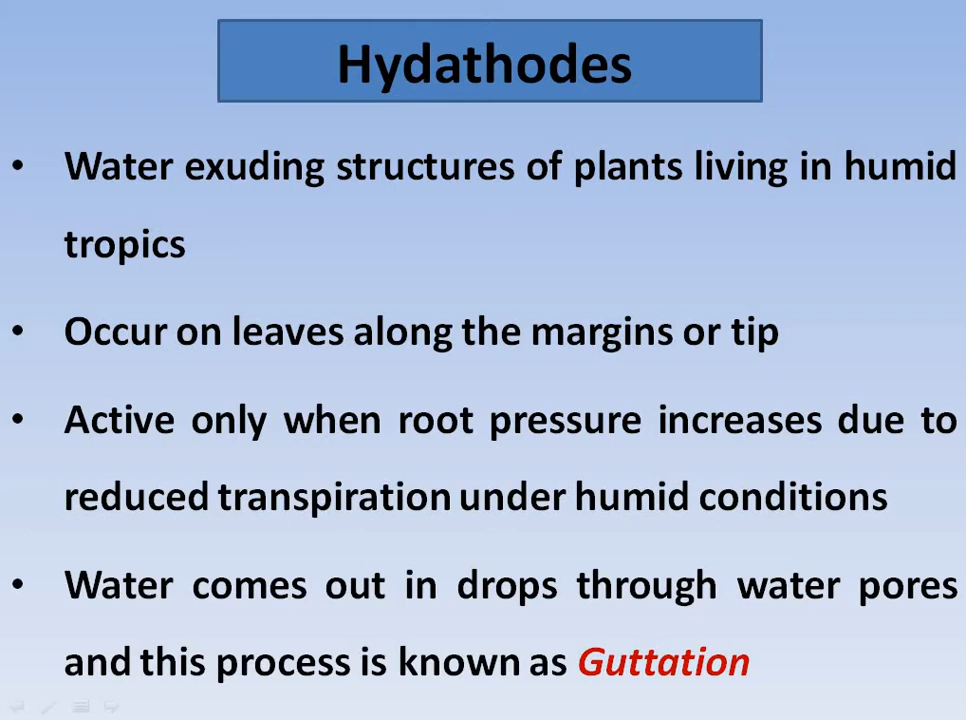 Hydathodes
• Water exuding structures of plants living in humid
tropics
• Occur on leaves along the margins or tip
• Active only when root pressure increases due to
reduced transpiration under humid conditions
• Water comes out in drops through water pores
and this process is known as Guttation